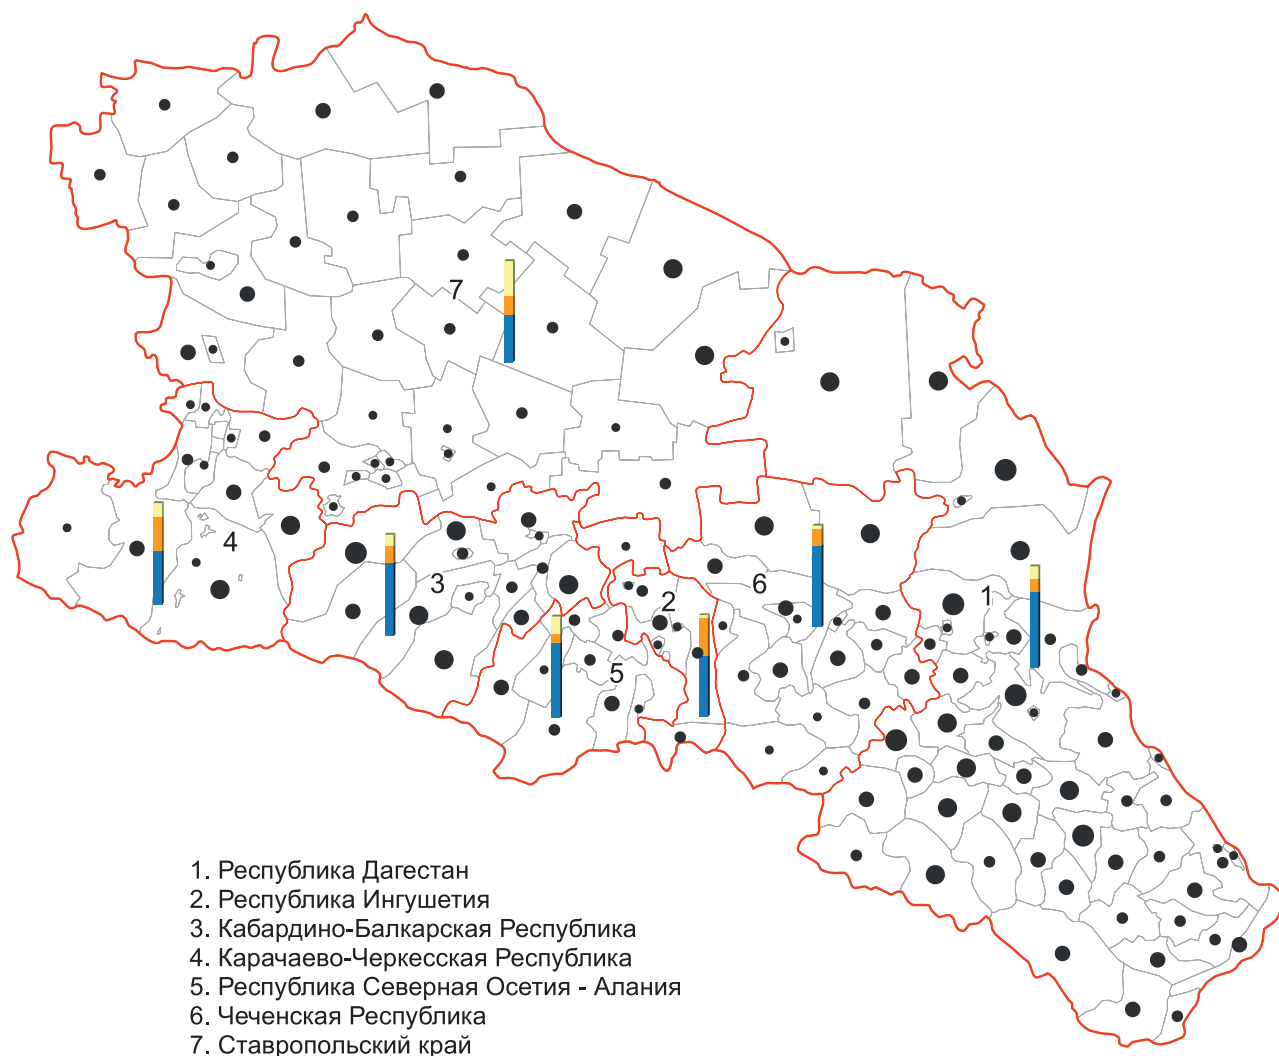 7
4
3
6
1
2
5
1. Республика Дагестан
2. Республика Ингушетия
3. Кабардино-Балкарская Республика
4. Карачаево-Черкесская Республика
5. Республика Северная Осетия - Алания
6. Чеченская Республика
7. Ставропольский край